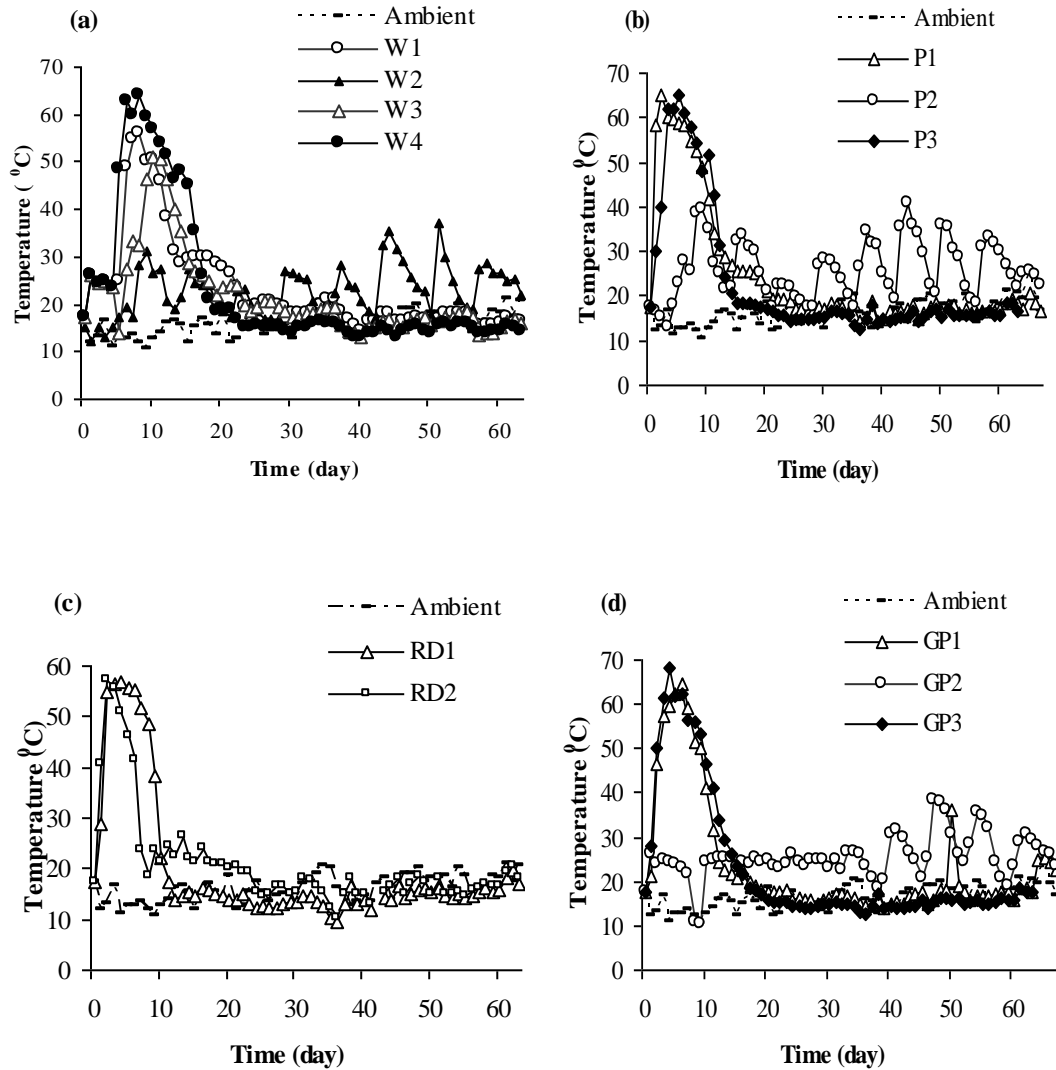 (a)
Ambient
W1
W2
W3
W4
Temperature ( ⁰C)
70
60
50
40
30
20
10
0
0 10 20 30 40 50 60
Time (day)
(b)
Ambient
P1
P2
P3
Temperature ⁰C)
70
60
50
40
30
20
10
0
0 10 20 30 40 50 60
Time (day)
(c)
Ambient
RD1
RD2
Temperature ⁰(C)
60
50
40
30
20
10
0
0 10 20 30 40 50 60
Time (day)
(d)
Ambient
GP1
GP2
GP3
Temperature ⁰(C)
70
60
50
40
30
20
10
0
0 10 20 30 40 50 60
Time (day)